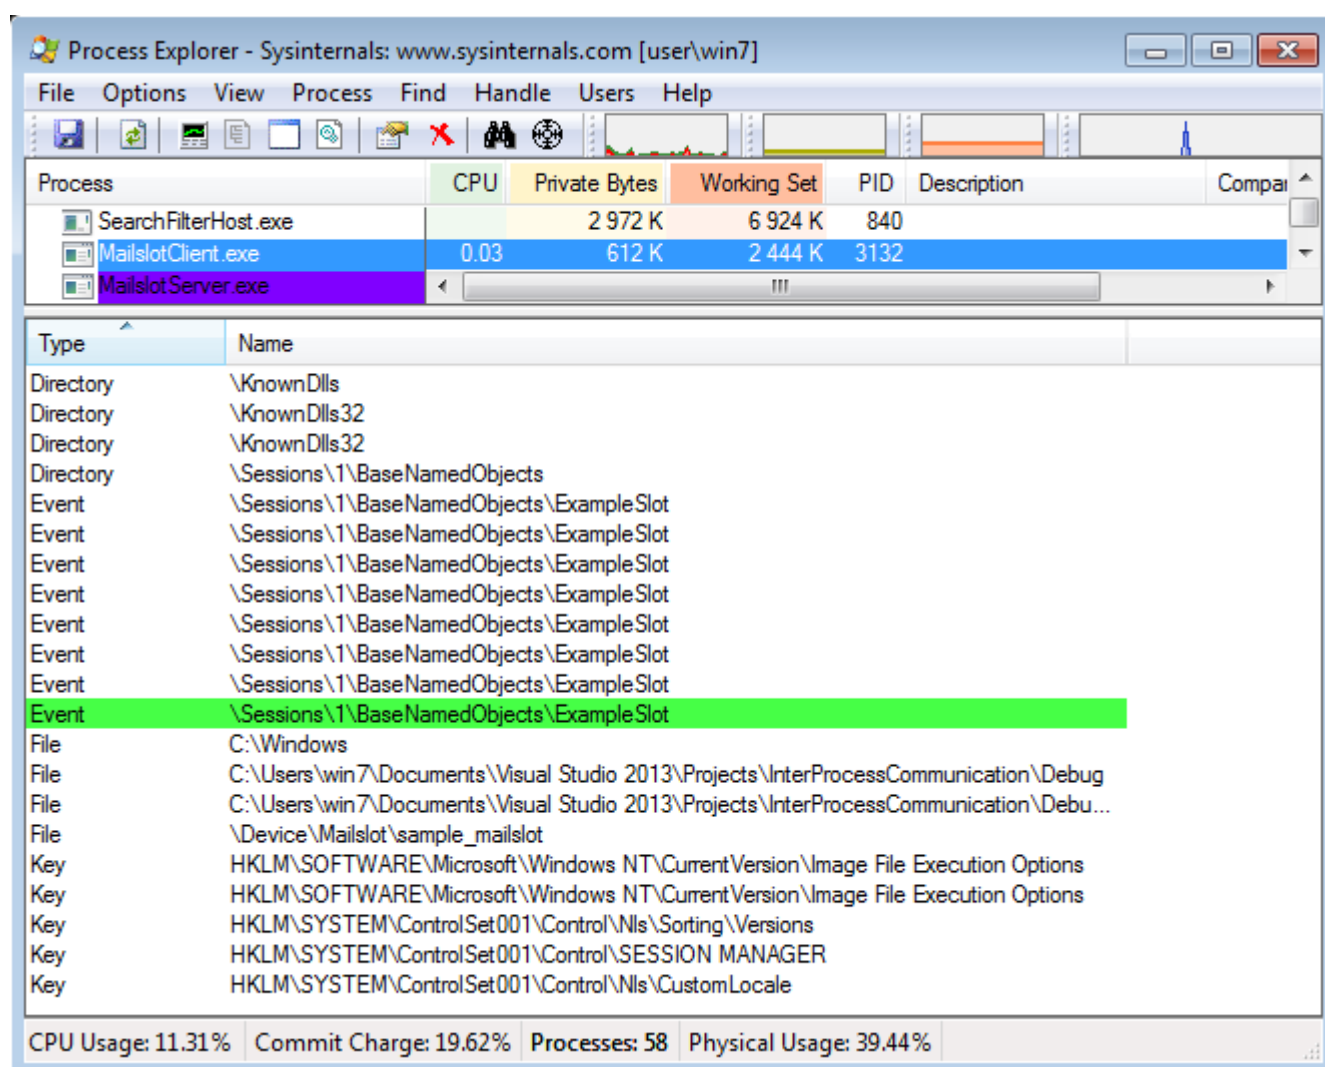 Process Explorer - Sysinternals: www.sysinternals.com [user\win7]
File Options View Process Find Handle Users Help
Process CPU Private Bytes Working Set PID Description Compai
SearchFilterHost.exe 2 972 K 6 924 K 840
MailslotClient.exe 0.03 612 K 2 444 K 3132
MailslotServer.exe
Type Name
Directory \KnownDlls
Directory \KnownDlls32
Directory \KnownDlls32
Directory \Sessions\1\BaseNamedObjects
Event \Sessions\1\BaseNamedObjects\ExampleSlot
Event \Sessions\1\BaseNamedObjects\ExampleSlot
Event \Sessions\1\BaseNamedObjects\ExampleSlot
Event \Sessions\1\BaseNamedObjects\ExampleSlot
Event \Sessions\1\BaseNamedObjects\ExampleSlot
Event \Sessions\1\BaseNamedObjects\ExampleSlot
Event \Sessions\1\BaseNamedObjects\ExampleSlot
Event \Sessions\1\BaseNamedObjects\ExampleSlot
File C:\Windows
File C:\Users\win7\Documents\Visual Studio 2013\Projects\InterProcessCommunication\Debug
File C:\Users\win7\Documents\Visual Studio 2013\Projects\InterProcessCommunication\Debu...
File \Device\Mailslot\sample_mailslot
Key HKLM\SOFTWARE\Microsoft\Windows NT\CurrentVersion\Image File Execution Options
Key HKLM\SOFTWARE\Microsoft\Windows NT\CurrentVersion\Image File Execution Options
Key HKLM\SYSTEM\ControlSet001\Control\Nls\Sorting\Versions
Key HKLM\SYSTEM\ControlSet001\Control\SESSION MANAGER
Key HKLM\SYSTEM\ControlSet001\Control\Nls\CustomLocale
CPU Usage: 11.31% Commit Charge: 19.62% Processes: 58 Physical Usage: 39.44%